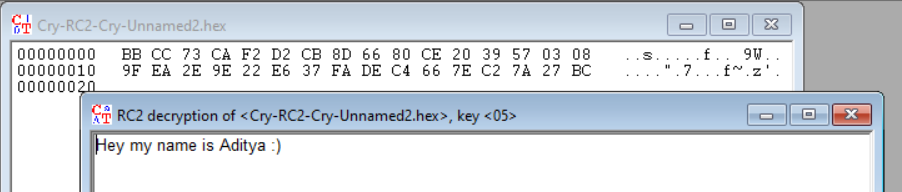 Cry-RC2-Cry-Unnamed2.hex
00000000 BB CC 73 CA F2 D2 CB 8D 66 80 CE 20 39 57 03 08 ..s.....f.. 9W..
00000010 9F EA 2E 9E 22 E6 37 FA DE C4 66 7E C2 7A 27 BC ....".7...f~.z'.
00000020
RC2 decryption of <Cry-RC2-Cry-Unnamed2.hex>, key <05>
Hey my name is Aditya :)